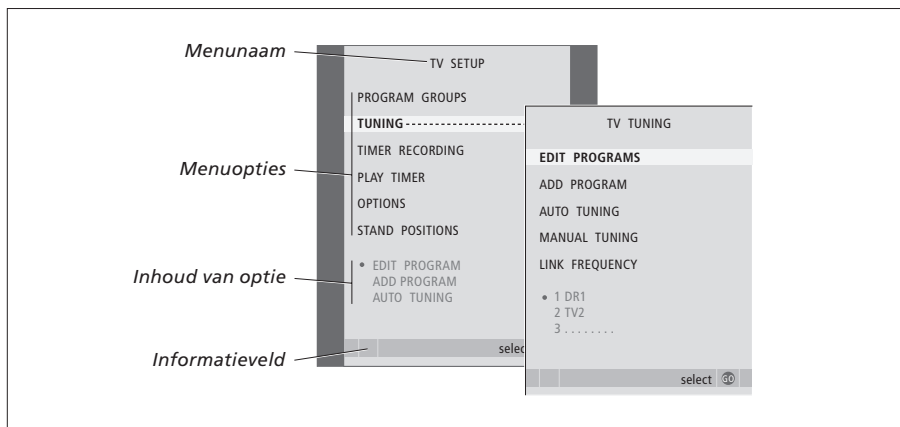 Menunaam
TV SETUP
PROGRAM GROUPS
TUNING
TIMER RECORDING
Menuopties
PLAY TIMER
OPTIONS
STAND POSITIONS
Inhoud van optie
• EDIT PROGRAM
ADD PROGRAM
AUTO TUNING
Informatieveld
selec
TV TUNING
EDIT PROGRAMS
ADD PROGRAM
AUTO TUNING
MANUAL TUNING
LINK FREQUENCY
• 1 DR1
2 TV2
3 . . . . . . . .
select GO